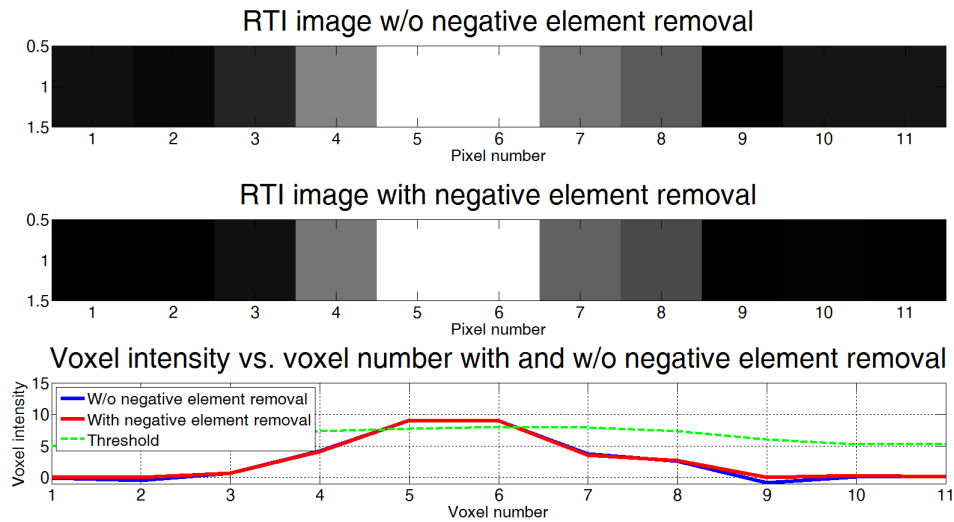 RTI image w/o negative element removal
0.5
1
1.5
1 2 3 4 5 6 7 8 9 10 11
Pixel number
RTI image with negative element removal
0.5
1
1.5
1 2 3 4 5 6 7 8 9 10 11
Pixel number
Voxel intensity vs. voxel number with and w/o negative element removal
Voxel intensity
15
10
5
0
W/o negative element removal
With negative element removal
Threshold
1 2 3 4 5 6 7 8 9 10 11
Voxel number